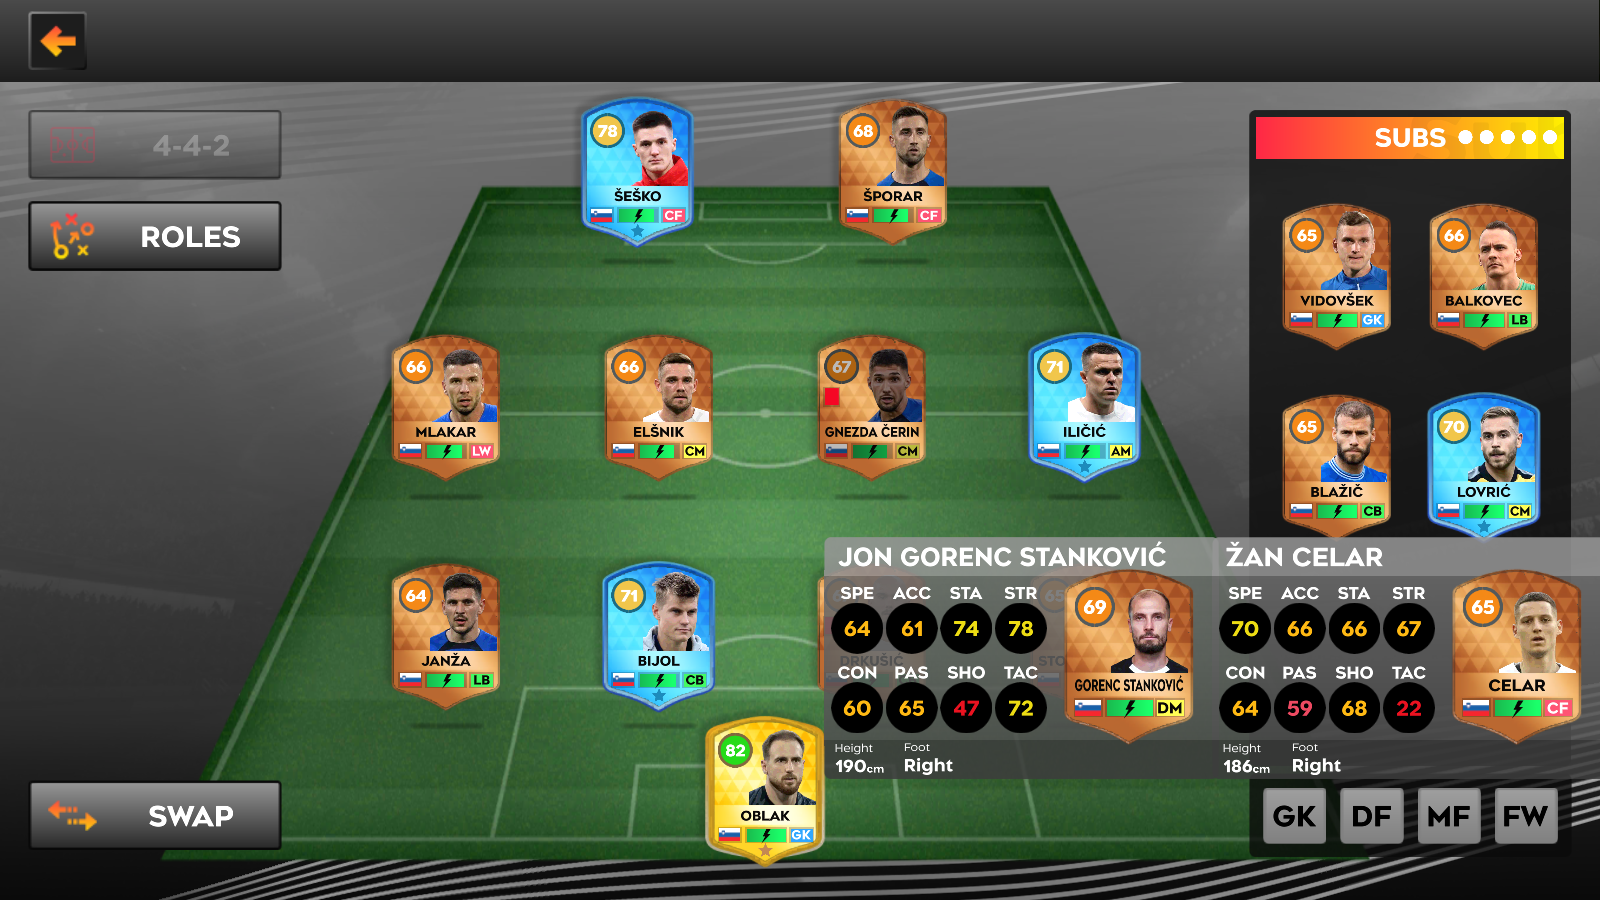 4-4-2
ROLES
SWAP
78
ŠEŠKO
CF
68
ŠPORAR
CF
66
MLAKAR
LW
66
ELŠNIK
CM
67
GNEZDA ČERIN
CM
71
ILIČIĆ
AM
64
JANŽA
LB
71
BIJOL
CB
DRKUŠIC
65
STO
82
OBLAK
GK
SUBS
65
VIDOVŠEK
GK
66
BALKOVEC
LB
65
BLAŽIČ
CB
70
LOVRIĆ
CM
JON GORENC STANKOVIĆ
SPE ACC STA STR
64 61 74 78
CON PAS SHO TAC
60 65 47 72
Height Foot
190cm Right
69
GORENC STANKOVIĆ
DM
ŽAN CELAR
SPE ACC STA STR
70 66 66 67
CON PAS SHO TAC
64 59 68 22
Height Foot
186cm Right
65
CELAR
CF
GK DF MF FW